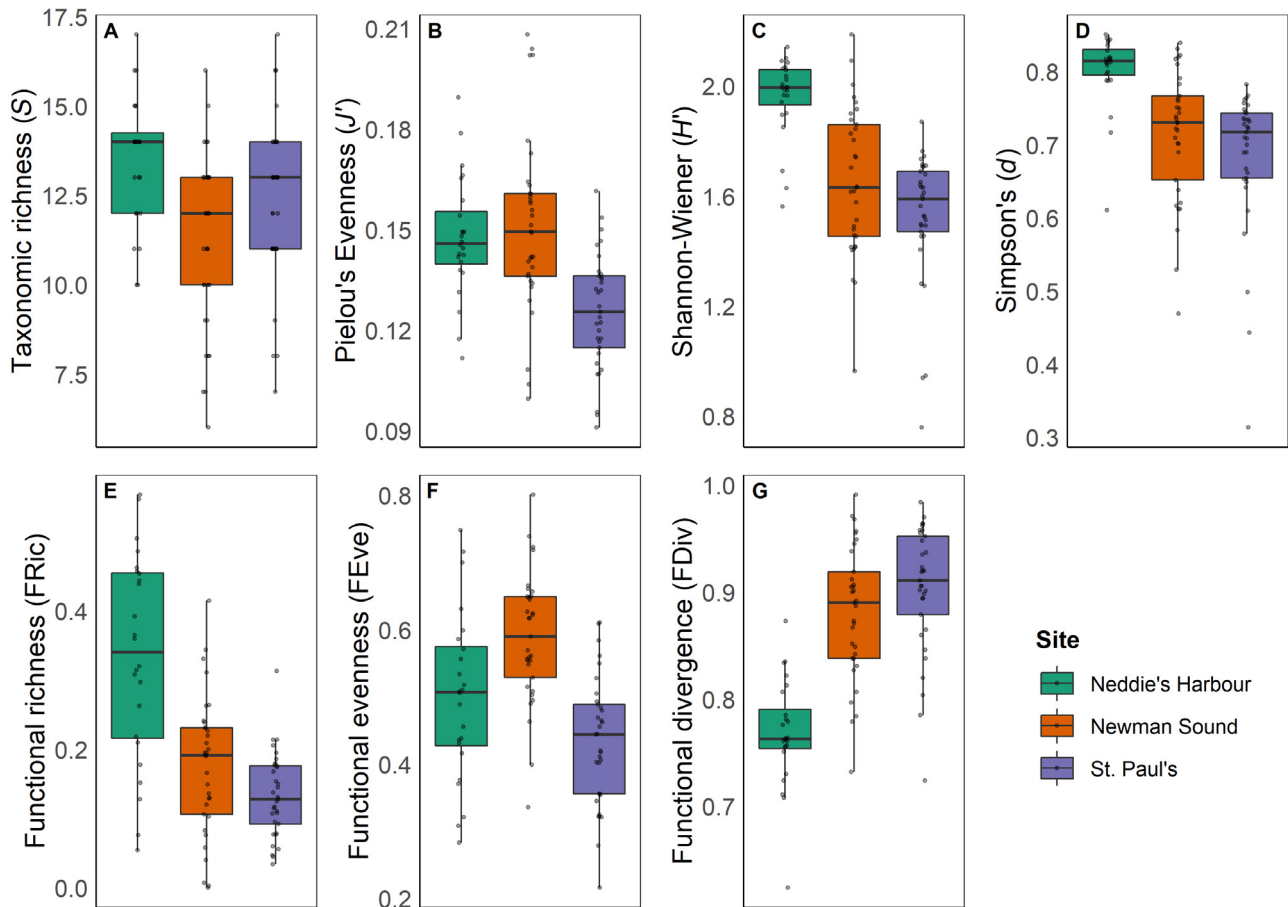 A
Taxonomic richness (S)
17.5
15.0
12.5
10.0
7.5
B
Pielou's Evenness (J')
0.21
0.18
0.15
0.12
0.09
C
Shannon-Wiener (H')
2.0
1.6
1.2
0.8
D
Simpson's (d)
0.8
0.7
0.6
0.5
0.4
0.3
E
Functional richness (FRic)
0.4
0.2
0.0
F
Functional evenness (FEve)
0.8
0.6
0.4
0.2
G
Functional divergence (FDiv)
1.0
0.9
0.8
0.7
Site
Neddie's Harbour
Newman Sound
St. Paul's